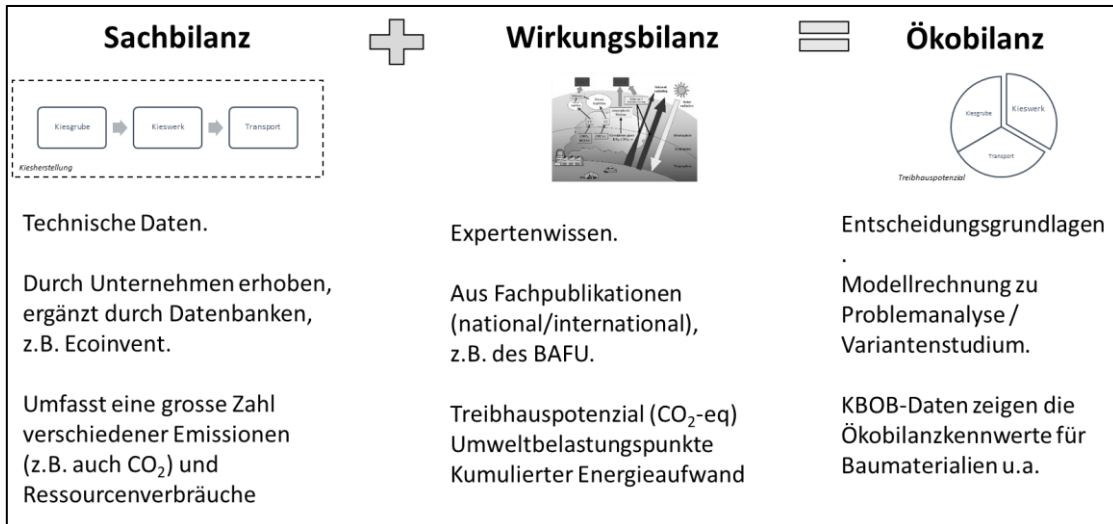 Sachbilanz
Wirkungsbilanz
Ökobilanz
Kiesgrube
Kieswerk
Transport
Kiesherstellung
Kiesgrube
Kieswerk
Transport
Treibhauspotenzial
Technische Daten.
Durch Unternehmen erhoben,
ergänzt durch Datenbanken,
z.B. Ecoinvent.
Umfasst eine grosse Zahl
verschiedener Emissionen
(z.B. auch CO₂) und
Ressourcenverbräuche
Expertenwissen.
Aus Fachpublikationen
(national/international),
z.B. des BAFU.
Treibhauspotenzial (CO₂-eq)
Umweltbelastungspunkte
Kumulierter Energieaufwand
Entscheidungsgrundlagen
.
Modellrechnung zu
Problemanalyse /
Variantenstudium.
KBOB-Daten zeigen die
Ökobilanzkennwerte für
Baumaterialien u.a.